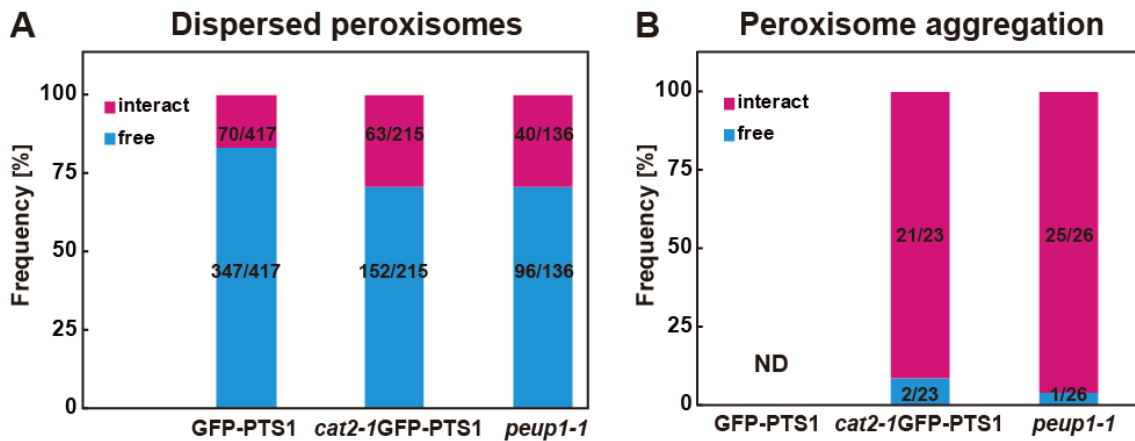 A Dispersed peroxisomes
Frequency [%]
100
75
50
25
0
interact
free
70/417
63/215
40/136
347/417
152/215
96/136
GFP-PTS1 cat2-1GFP-PTS1 peup1-1
B Peroxisome aggregation
Frequency [%]
100
75
50
25
0
interact
free
21/23
25/26
ND
2/23
1/26
GFP-PTS1 cat2-1GFP-PTS1 peup1-1